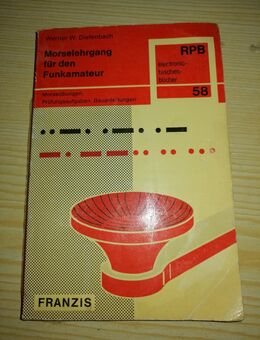 Werner W. Diefenbach
Morselehrgang
für den
Funkamateur
Morseübungen,
Prüfungsaufgaben, Bauanleitungen
RPB
electronic-
taschen-
bücher
58
FRANZIS